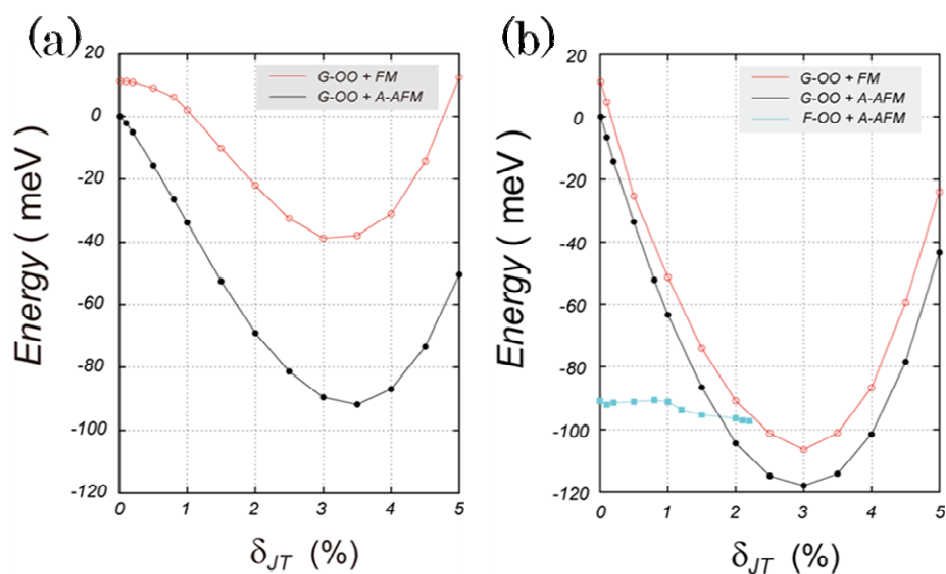 (a)
G-OO + FM
G-OO + A-AFM
Energy ( meV)
20
0
-20
-40
-60
-80
-100
-120
0 1 2 3 4 5
δJT (%)
(b)
G-OO + FM
G-OO + A-AFM
F-OO + A-AFM
Energy ( meV)
20
0
-20
-40
-60
-80
-100
-120
0 1 2 3 4 5
δJT (%)